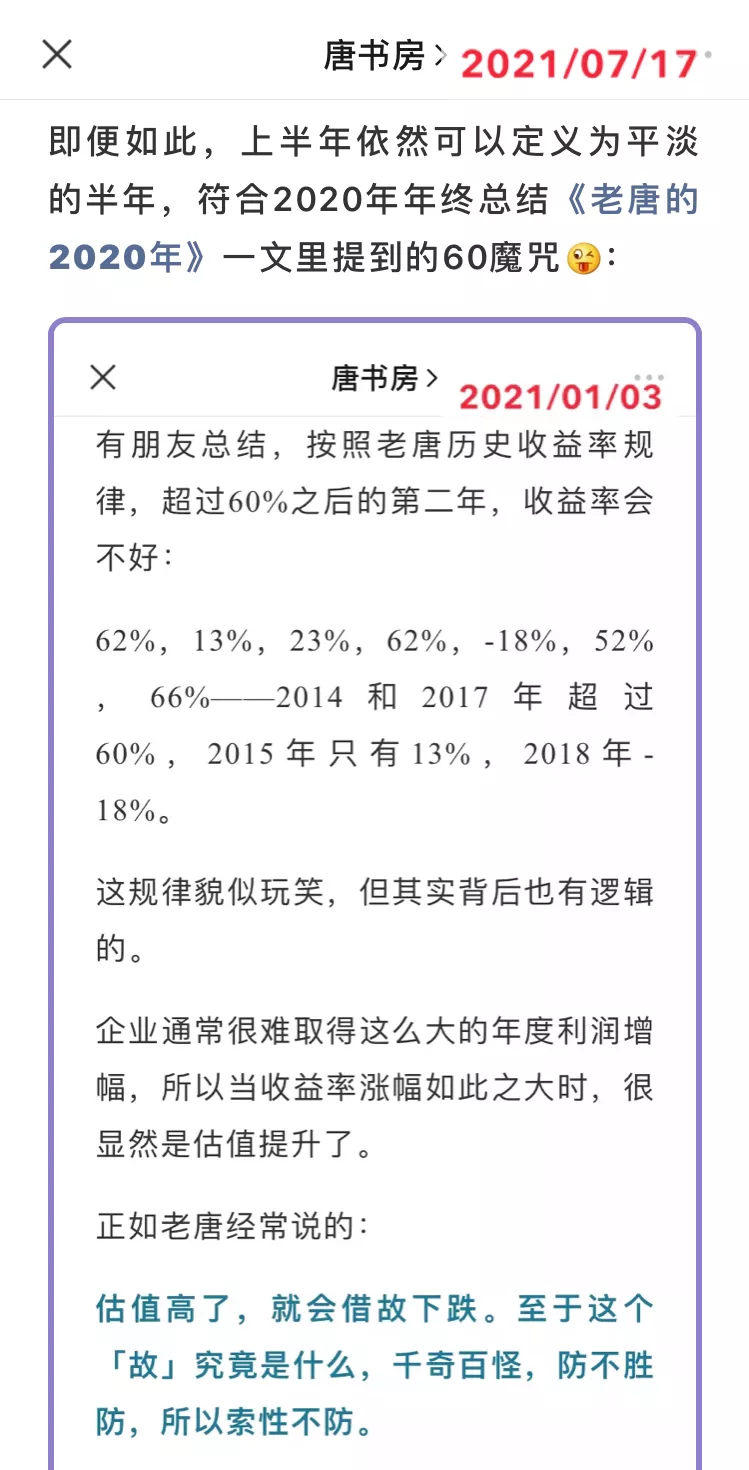 唐书房 2021/07/17
即便如此，上半年依然可以定义为平淡
的半年，符合2020年年终总结《老唐的
2020年》一文里提到的60魔咒😜：
唐书房 2021/01/03
有朋友总结，按照老唐历史收益率规
律，超过60%之后的第二年，收益率会
不好：
62%，13%，23%，62%，-18%，52%
，66%——2014 和 2017 年 超 过
60%，2015 年 只 有 13%，2018 年 -
18%。
这规律貌似玩笑，但其实背后也有逻辑
的。
企业通常很难取得这么大的年度利润增
幅，所以当收益率涨幅如此之大时，很
显然是估值提升了。
正如老唐经常说的：
估值高了，就会借故下跌。至于这个
「故」究竟是什么，千奇百怪，防不胜
防，所以索性不防。